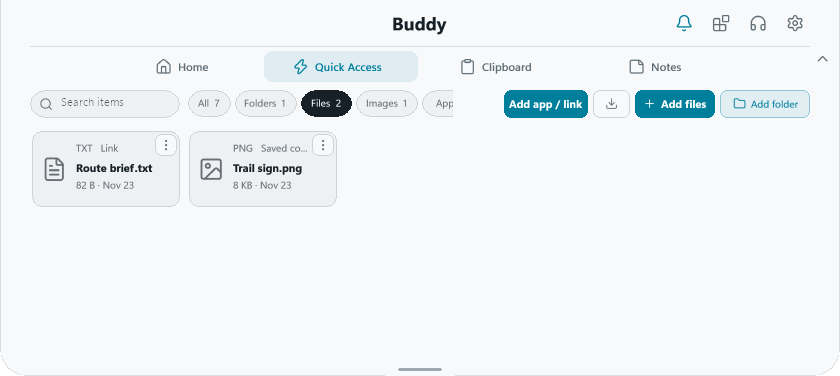 Buddy
Home
Quick Access
Clipboard
Notes
Search items
All 7
Folders 1
Files 2
Images 1
App
Add app / link
+ Add files
Add folder
TXT Link
Route brief.txt
82 B · Nov 23
PNG Saved co...
Trail sign.png
8 KB · Nov 23